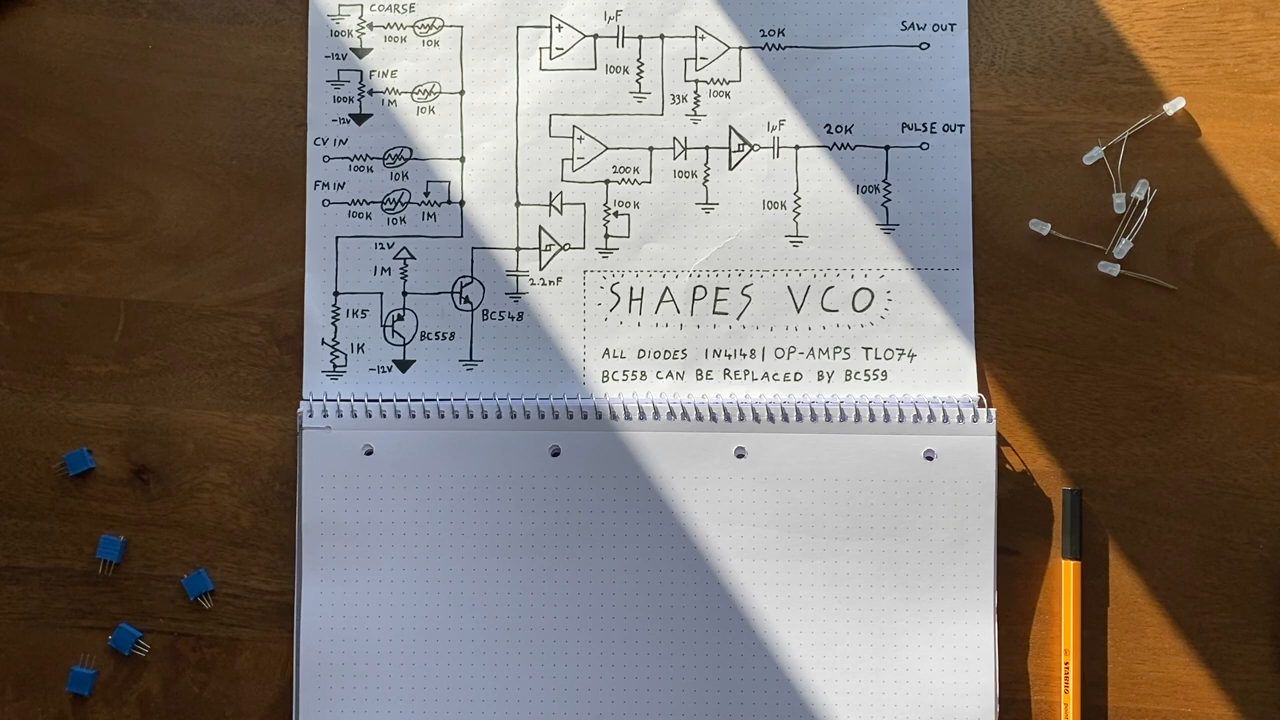 COARSE
100K
100K
10K
-12V
FINE
100K
1M
10K
-12V
CV IN
100K
10K
FM IN
100K
10K
1M
12V
1M
1K5
1K
BC558
-12V
BC548
2.2nF
+
-
1µF
100K
+
-
100K
33K
20K
SAW OUT
+
-
200K
100K
100K
1µF
100K
20K
100K
PULSE OUT
SHAPES VCO
ALL DIODES 1N4148 | OP-AMPS TL074
BC558 CAN BE REPLACED BY BC559
STABILO point